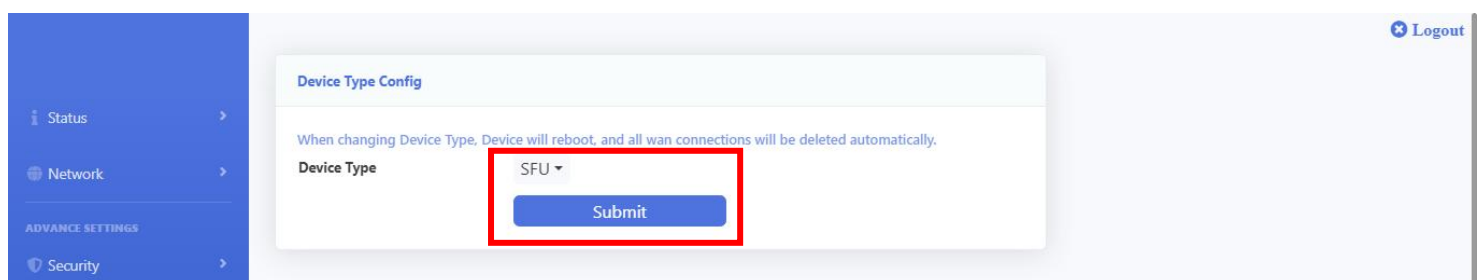 Logout
Device Type Config
Status
When changing Device Type, Device will reboot, and all wan connections will be deleted automatically.
Device Type
SFU
Network
Submit
ADVANCE SETTINGS
Security